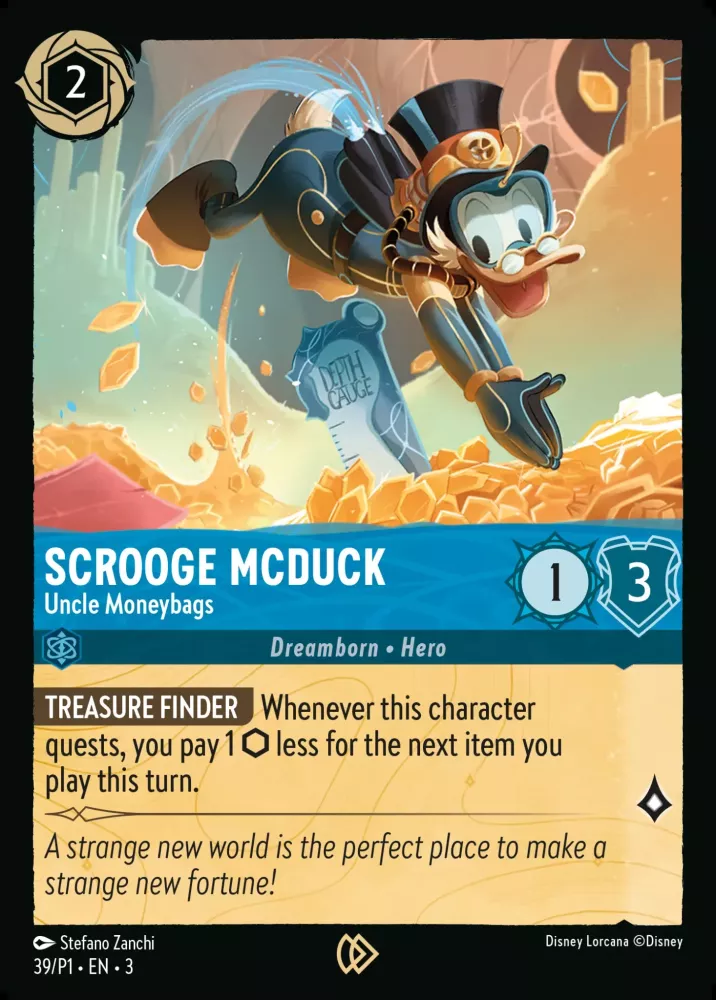 2
DEPTH
GAUGE
SCROOGE MCDUCK
Uncle Moneybags
1
3
Dreamborn • Hero
TREASURE FINDER Whenever this character
quests, you pay 1 ⬡ less for the next item you
play this turn.
A strange new world is the perfect place to make a
strange new fortune!
Stefano Zanchi
Disney Lorcana ©Disney
39/P1 • EN • 3